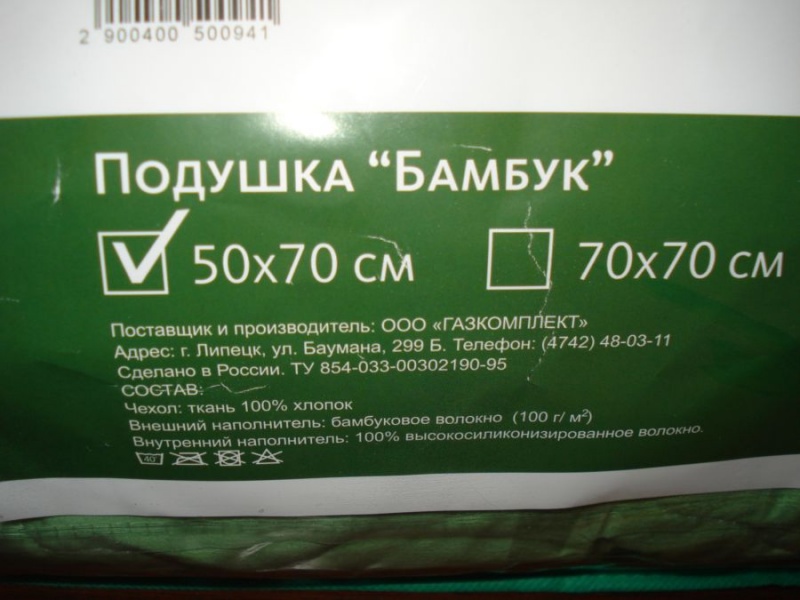 2 900400 500941
Подушка “Бамбук”
50х70 см 70х70 см
Поставщик и производитель: ООО «ГАЗКОМПЛЕКТ»
Адрес: г. Липецк, ул. Баумана, 299 Б. Телефон: (4742) 48-03-11
Сделано в России. ТУ 854-033-00302190-95
СОСТАВ:
Чехол: ткань 100% хлопок
Внешний наполнитель: бамбуковое волокно (100 г/ м²)
Внутренний наполнитель: 100% высокосиликонизированное волокно.
40°